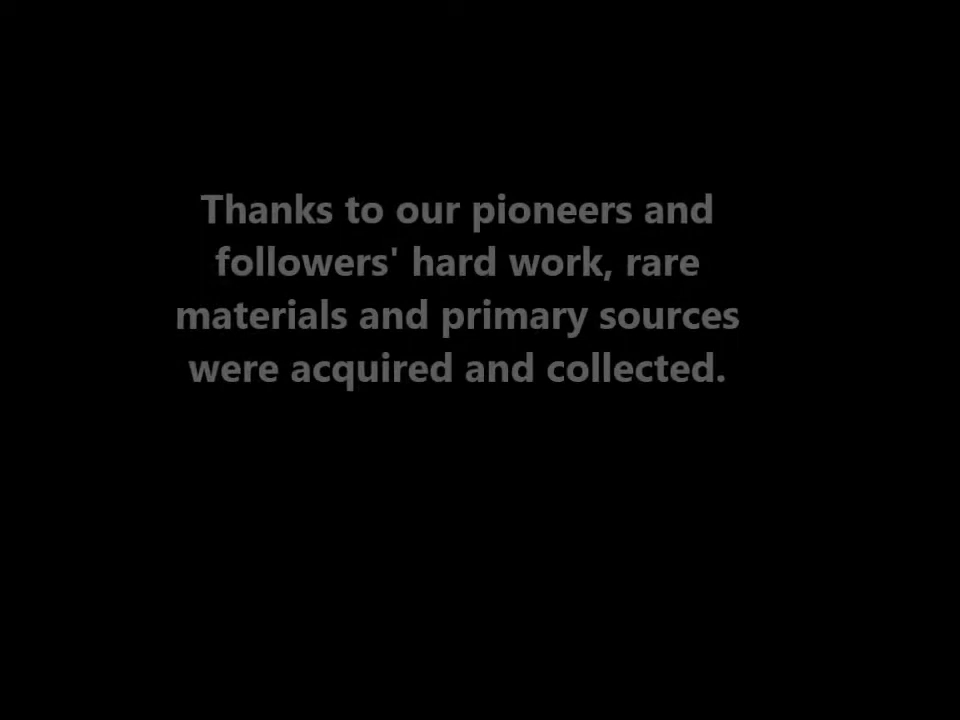 Thanks to our pioneers and
followers' hard work, rare
materials and primary sources
were acquired and collected.